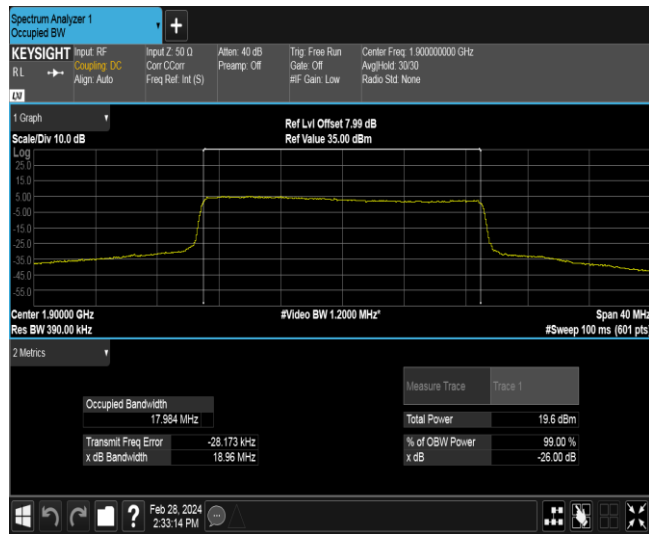 Spectrum Analyzer 1
Occupied BW
+
KEYSIGHT Input: RF Input Z: 50 Ω Atten: 40 dB Trig: Free Run Center Freq: 1.900000000 GHz
RL Coupling: DC Corr CCorr Preamp: Off Gate: Off Avg|Hold: 30/30
Align: Auto Freq Ref: Int (S) #IF Gain: Low Radio Std: None
LXI
1 Graph
Ref Lvl Offset 7.99 dB
Scale/Div 10.0 dB Ref Value 35.00 dBm
Log
25.0
15.0
5.00
-5.00
-15.0
-25.0
-35.0
-45.0
-55.0
Center 1.90000 GHz #Video BW 1.2000 MHz* Span 40 MHz
Res BW 390.00 kHz #Sweep 100 ms (601 pts)
2 Metrics
Measure Trace Trace 1
Occupied Bandwidth
17.984 MHz Total Power 19.6 dBm
Transmit Freq Error -28.173 kHz % of OBW Power 99.00 %
x dB Bandwidth 18.96 MHz x dB -26.00 dB
? Feb 28, 2024
2:33:14 PM